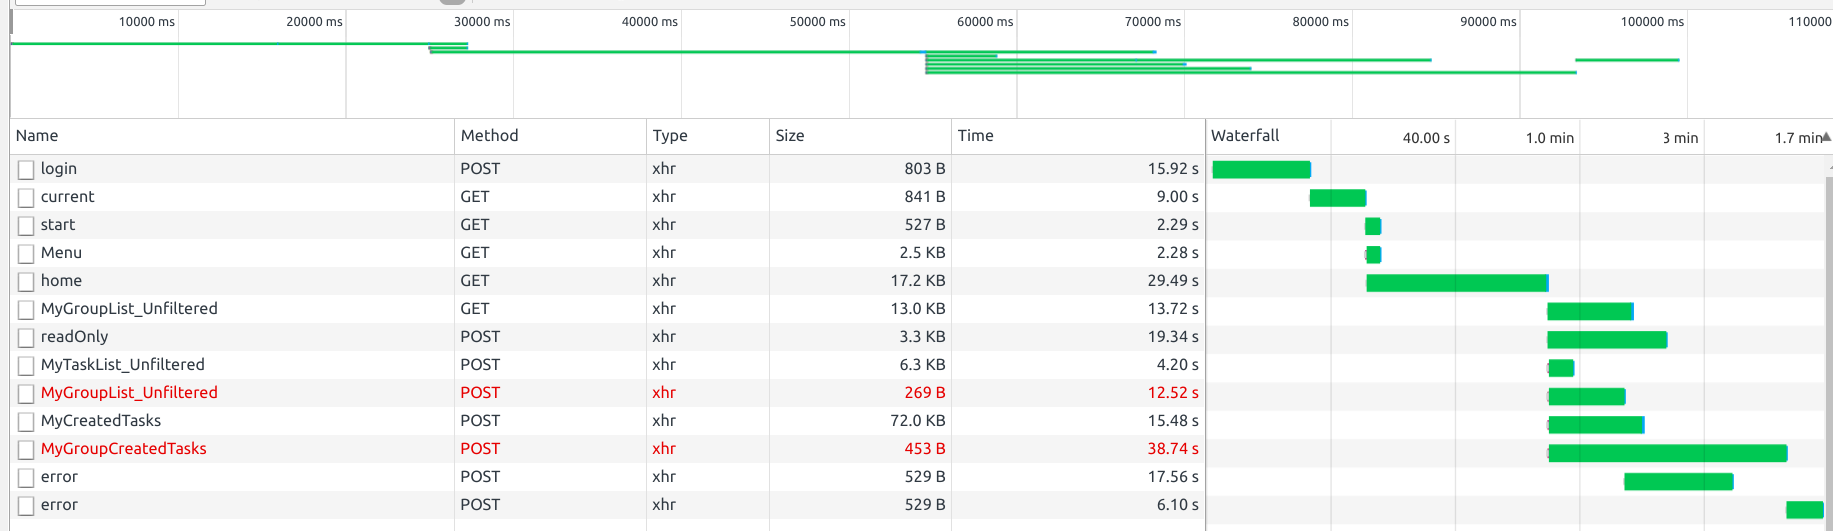 10000 ms 20000 ms 30000 ms 40000 ms 50000 ms 60000 ms 70000 ms 80000 ms 90000 ms 100000 ms 110000
Name Method Type Size Time Waterfall 40.00 s 1.0 min 3 min 1.7 min
login POST xhr 803 B 15.92 s
current GET xhr 841 B 9.00 s
start GET xhr 527 B 2.29 s
Menu GET xhr 2.5 KB 2.28 s
home GET xhr 17.2 KB 29.49 s
MyGroupList_Unfiltered GET xhr 13.0 KB 13.72 s
readOnly POST xhr 3.3 KB 19.34 s
MyTaskList_Unfiltered POST xhr 6.3 KB 4.20 s
MyGroupList_Unfiltered POST xhr 269 B 12.52 s
MyCreatedTasks POST xhr 72.0 KB 15.48 s
MyGroupCreatedTasks POST xhr 453 B 38.74 s
error POST xhr 529 B 17.56 s
error POST xhr 529 B 6.10 s